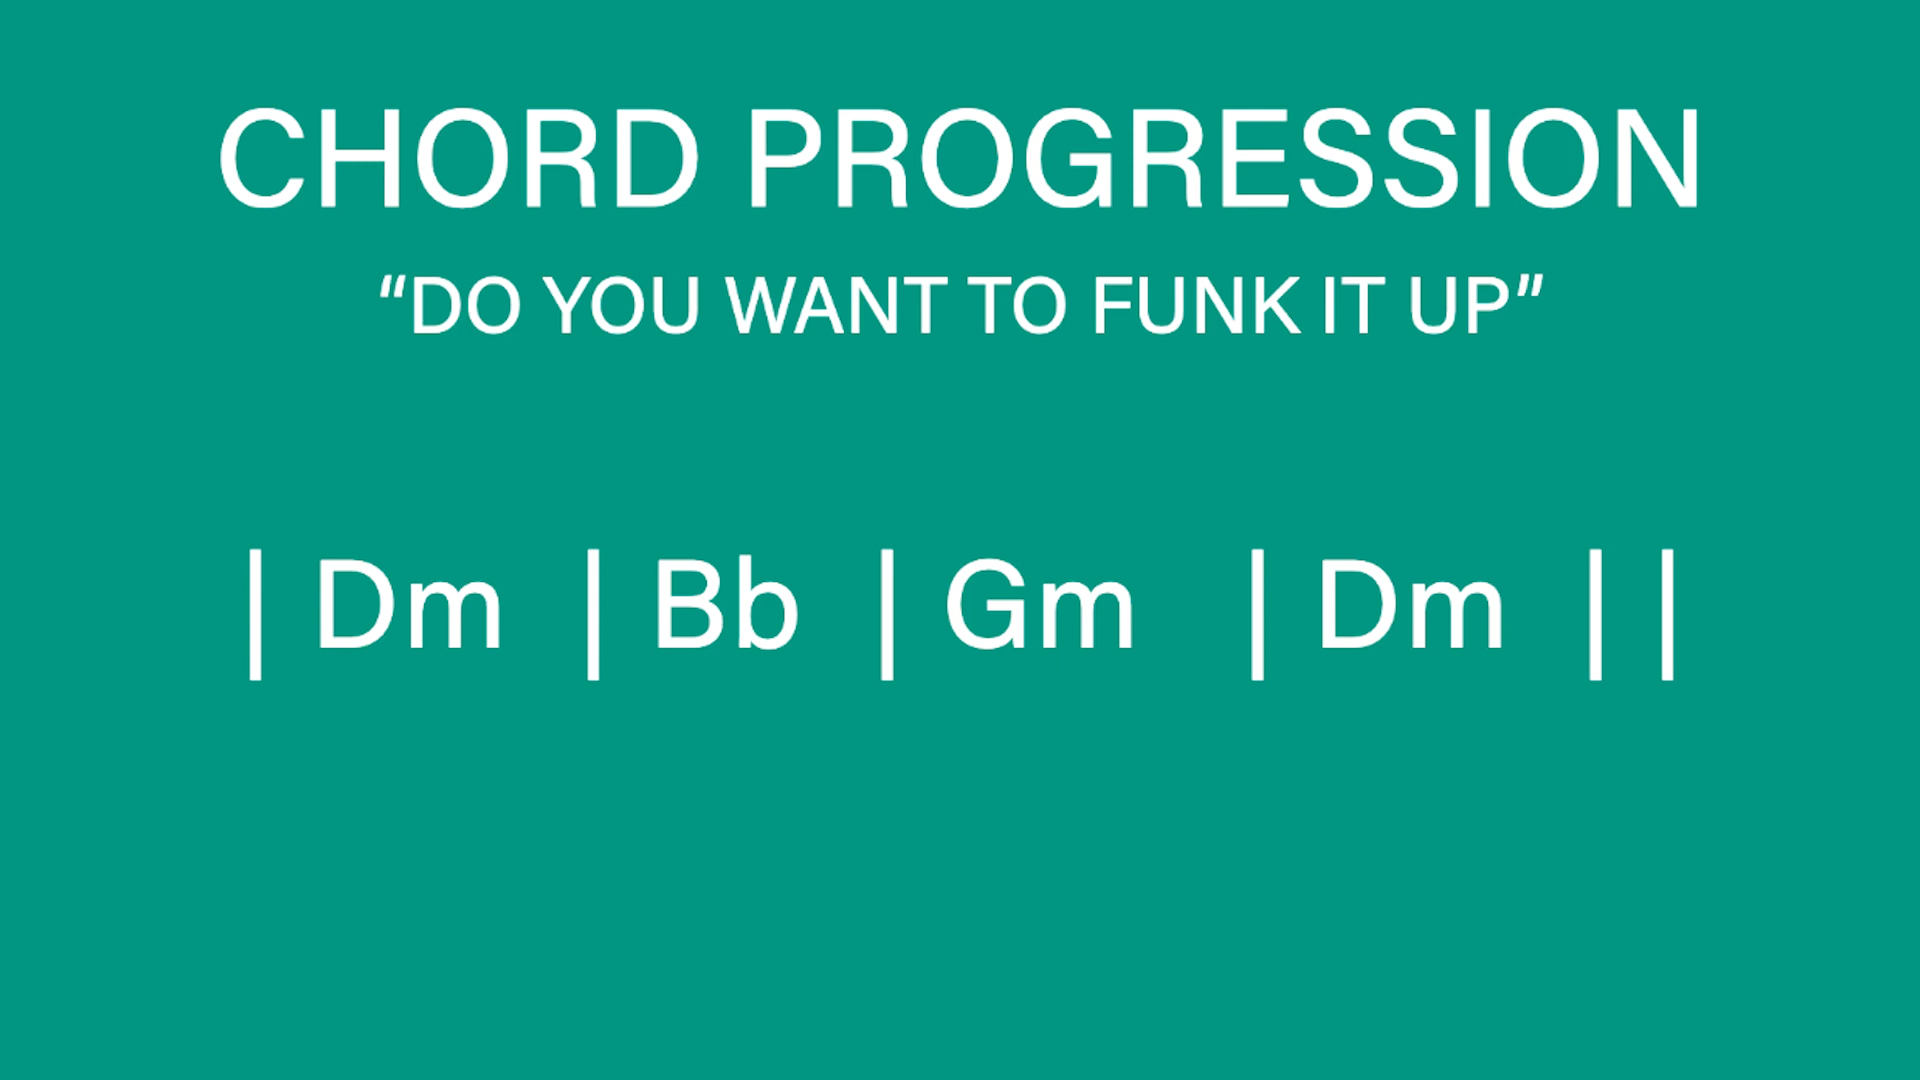 CHORD PROGRESSION
“DO YOU WANT TO FUNK IT UP”
| Dm | Bb | Gm | Dm | |